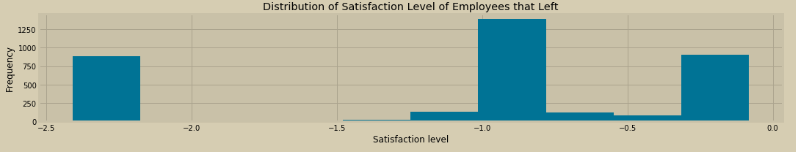 Distribution of Satisfaction Level of Employees that Left
Frequency
1250
1000
750
500
250
0
−2.5 −2.0 −1.5 −1.0 −0.5 0.0
Satisfaction level